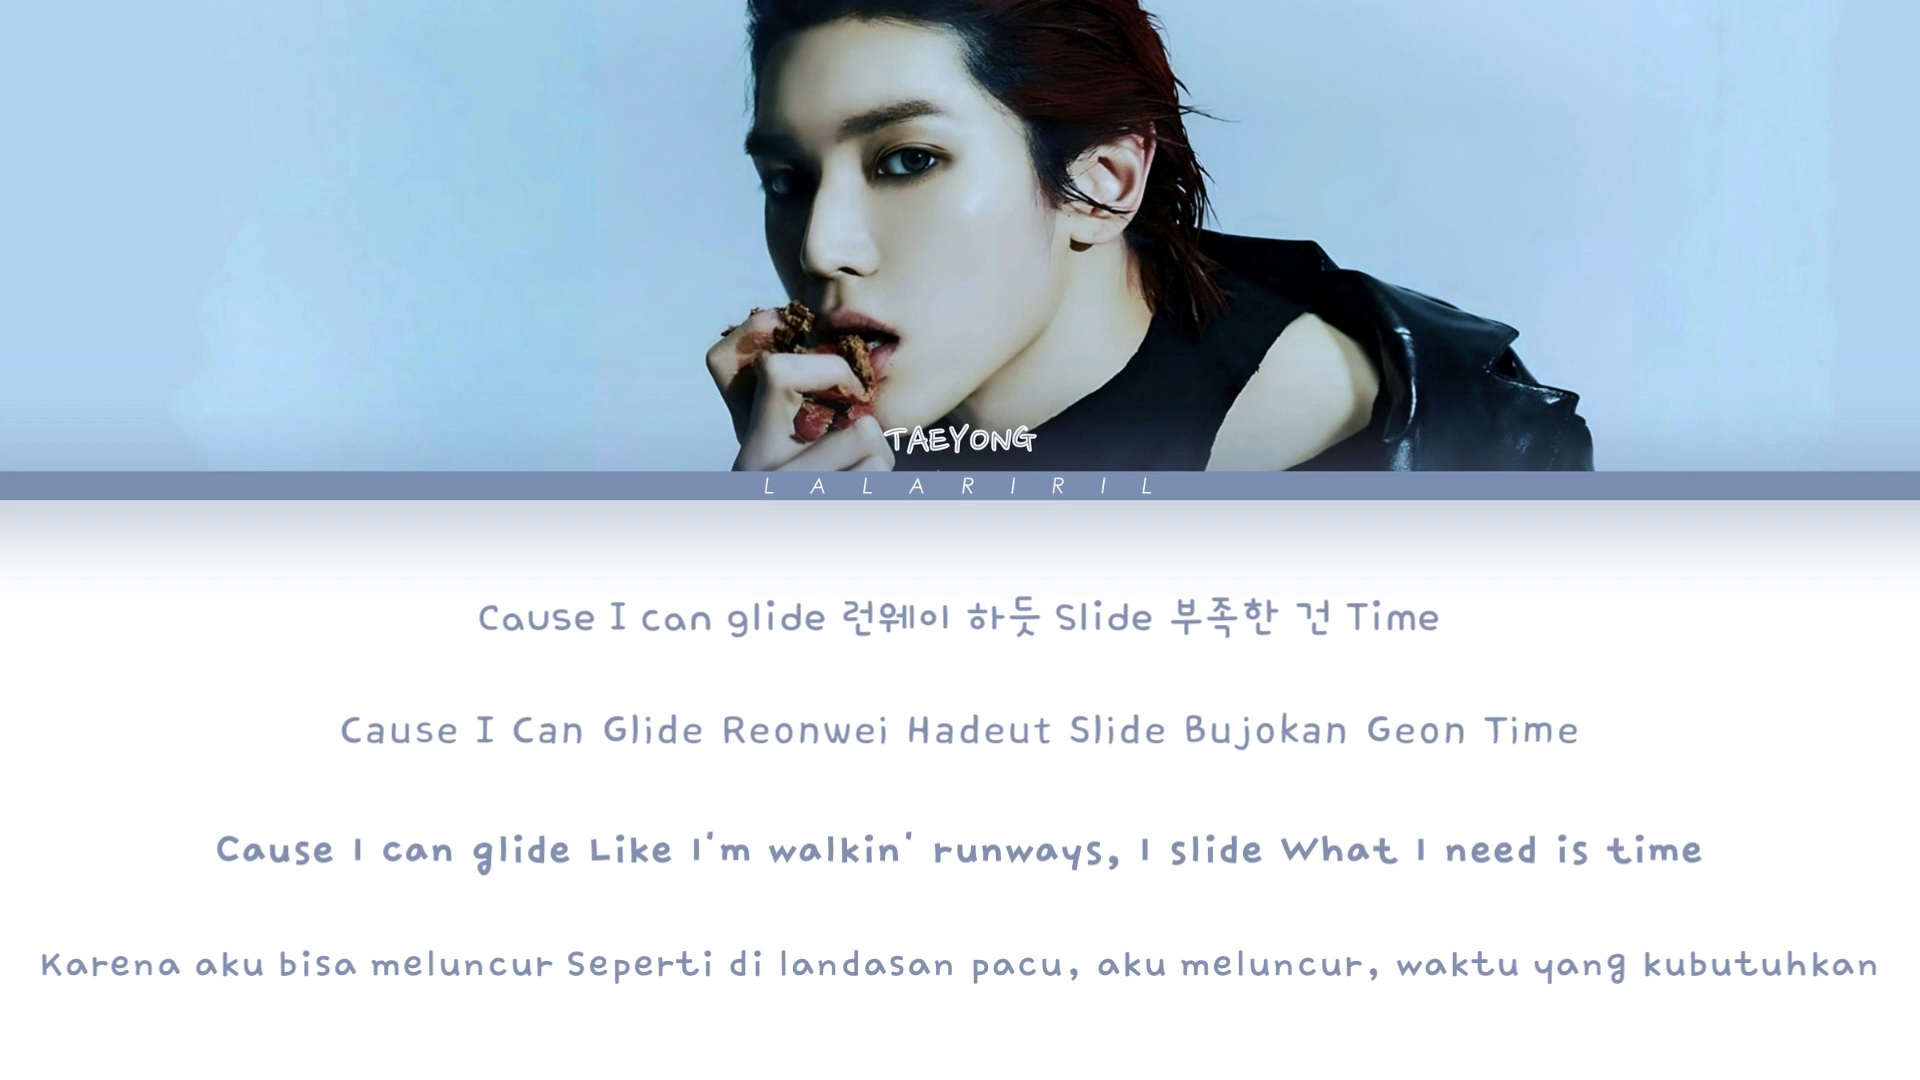 TAEYONG
LALARIRIL
Cause I can glide 런웨이 하듯 Slide 부족한 건 Time
Cause I Can Glide Reonwei Hadeut Slide Bujokan Geon Time
Cause I can glide Like I'm walkin' runways, I slide What I need is time
Karena aku bisa meluncur Seperti di landasan pacu, aku meluncur, waktu yang kubutuhkan